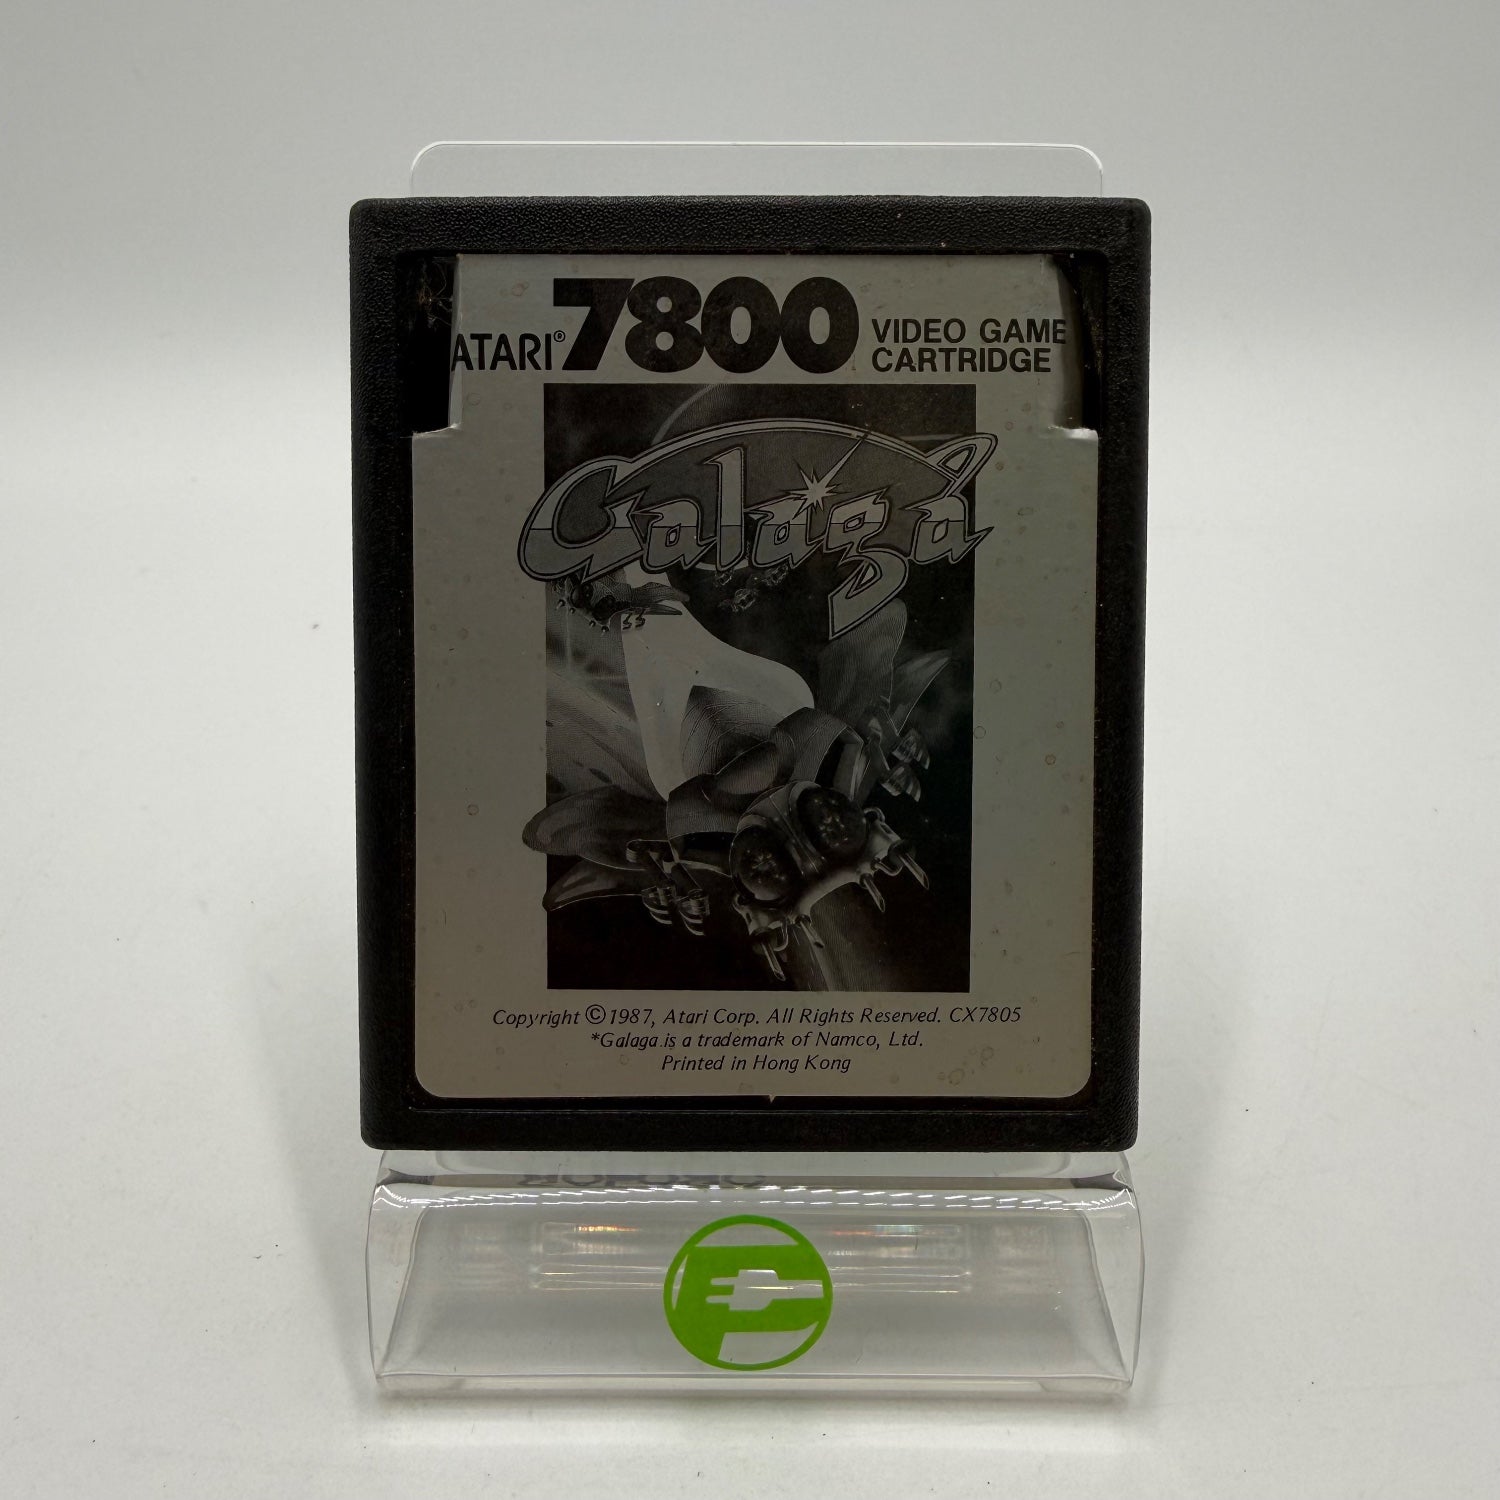 ATARI® 7800 VIDEO GAME
CARTRIDGE
Galaga
Copyright ©1987, Atari Corp. All Rights Reserved. CX7805
*Galaga is a trademark of Namco, Ltd.
Printed in Hong Kong